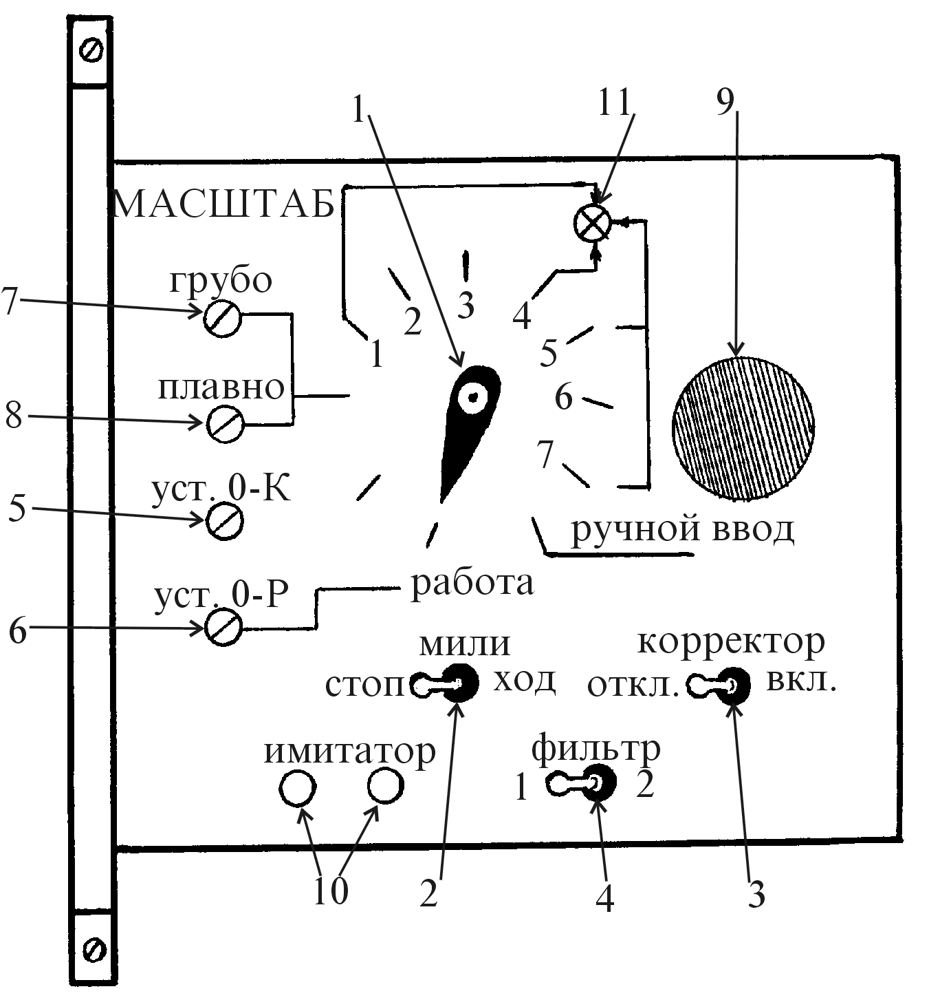 1 11 9
МАСШТАБ
грубо
7
2 3 4
1 5
плавно
6
8
7
уст. 0-К
5
ручной ввод
работа
уст. 0-Р
6
мили
корректор
стоп ход
откл. вкл.
имитатор
фильтр
1 2
10 2 4 3